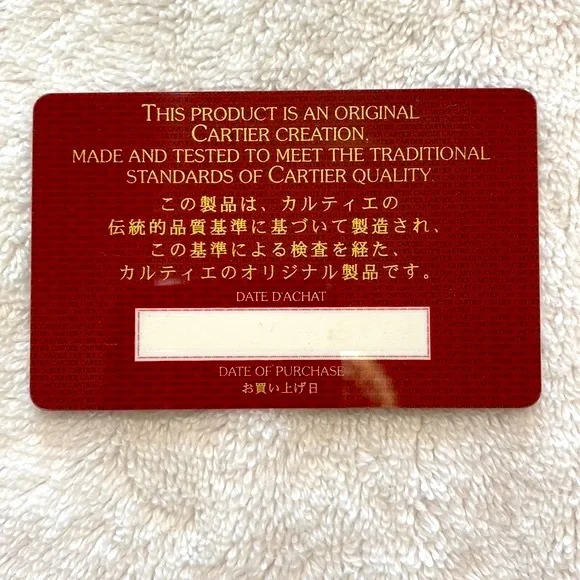 THIS PRODUCT IS AN ORIGINAL
CARTIER CREATION,
MADE AND TESTED TO MEET THE TRADITIONAL
STANDARDS OF CARTIER QUALITY.
この製品は、カルティエの
伝統的品質基準に基づいて製造され、
この基準による検査を経た、
カルティエのオリジナル製品です。
DATE D'ACHAT
DATE OF PURCHASE
お買い上げ日